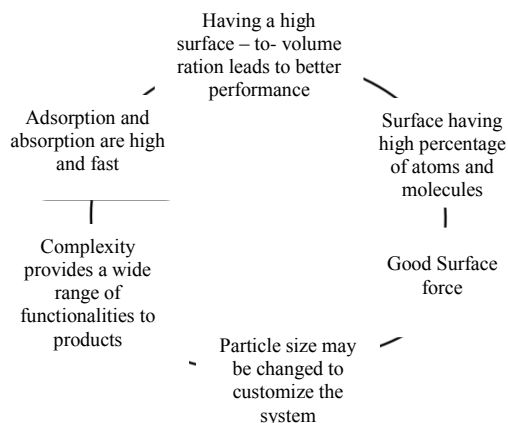 Having a high
surface – to- volume
ration leads to better
performance
Surface having
high percentage
of atoms and
molecules
Good Surface
force
Particle size may
be changed to
customize the
system
Complexity
provides a wide
range of
functionalities to
products
Adsorption and
absorption are high
and fast